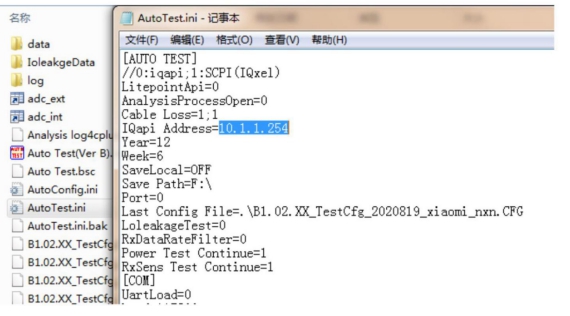 名称
data
IoleakgeData
log
adc_ext
adc_int
Analysis log4cplu
Auto Test(Ver B).
Auto Test.bsc
AutoConfig.ini
AutoTest.ini
AutoTest.ini.bak
B1.02.XX_TestCfg
B1.02.XX_TestCfg
B1.02.XX_TestCfg
B1.02.XX_TestCfg
AutoTest.ini - 记事本
文件(F) 编辑(E) 格式(O) 查看(V) 帮助(H)
[AUTO TEST]
//0:iqapi;1:SCPI(IQxel)
LitepointApi=0
AnalysisProcessOpen=0
Cable Loss=1;1
IQapi Address=10.1.1.254
Year=12
Week=6
SaveLocal=OFF
Save Path=F:\
Port=0
Last Config File=.\B1.02.XX_TestCfg_2020819_xiaomi_nxn.CFG
LoleakageTest=0
RxDataRateFilter=0
Power Test Continue=1
RxSens Test Continue=1
[COM]
UartLoad=0